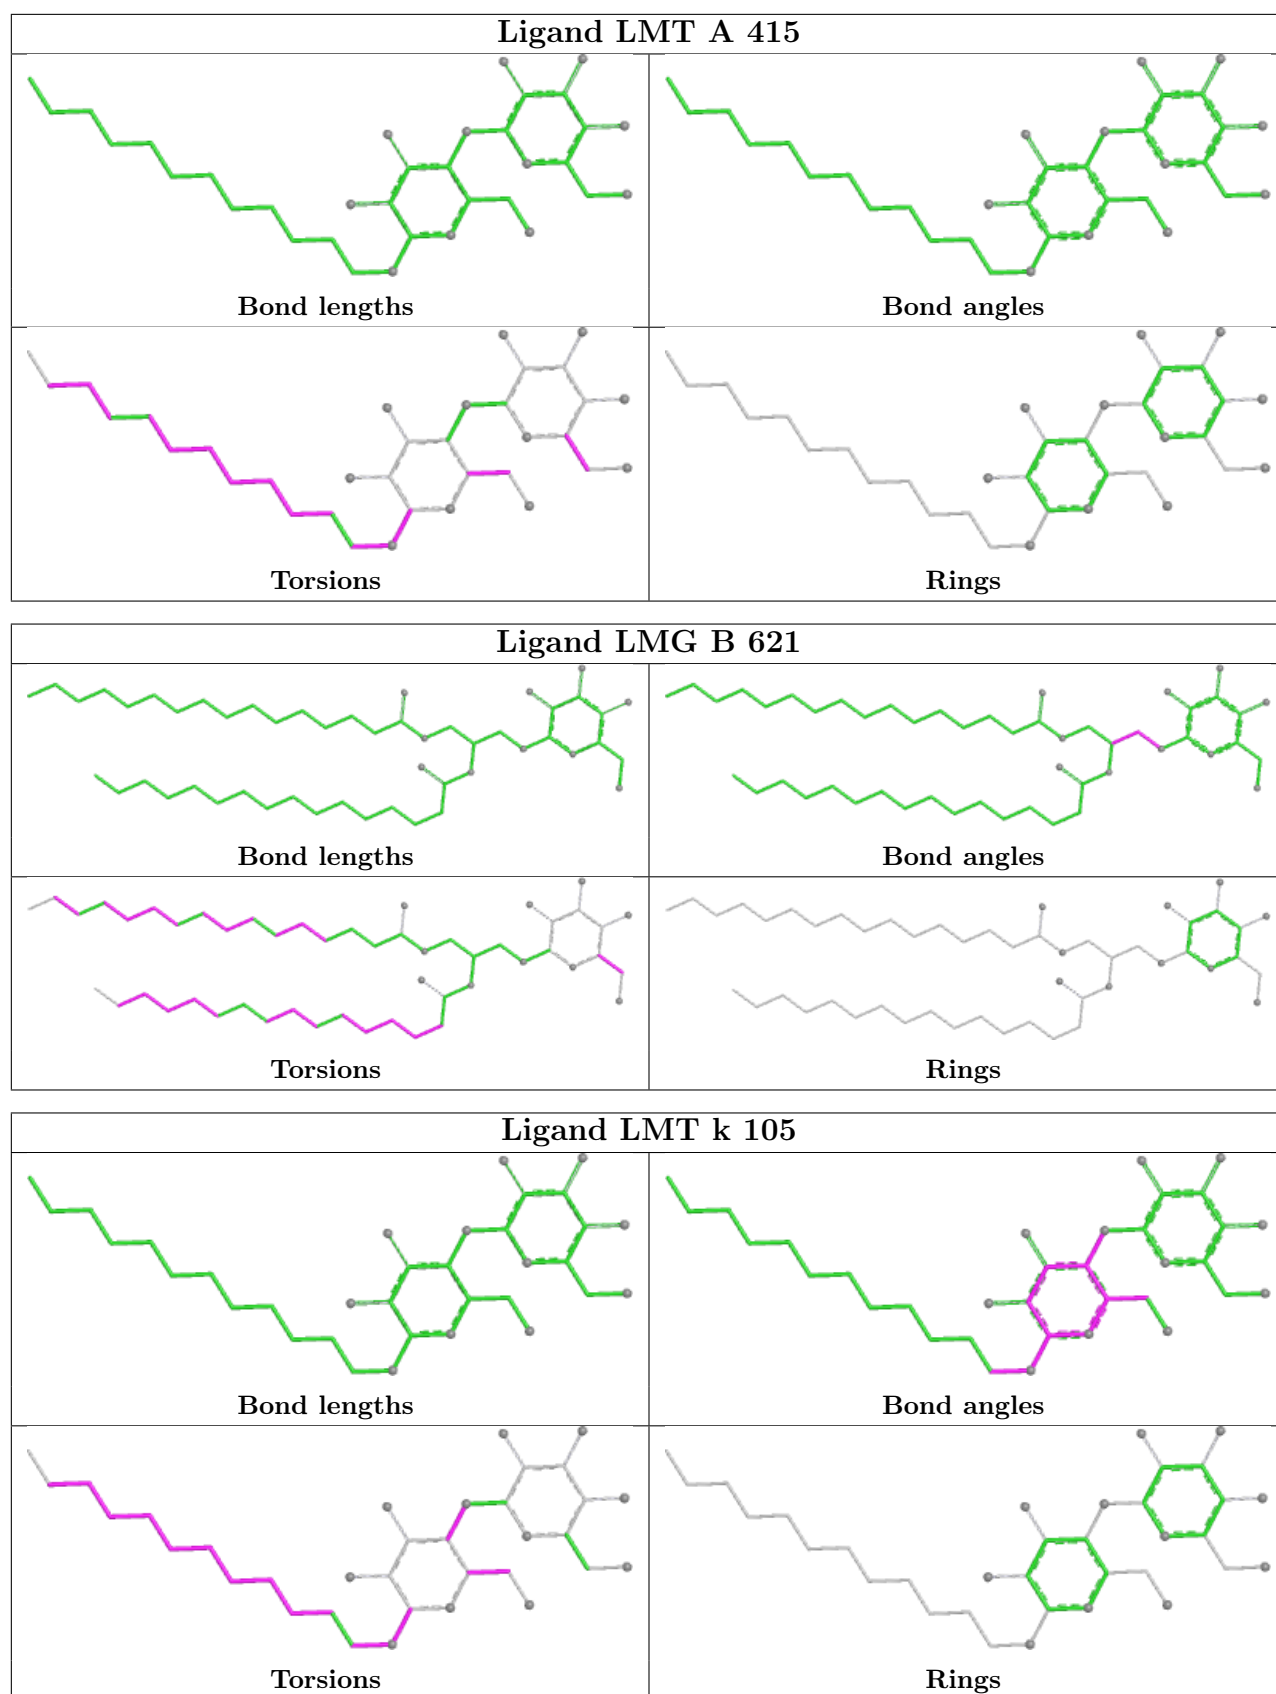 Ligand LMT A 415
Bond lengths
Bond angles
Torsions
Rings
Ligand LMG B 621
Bond lengths
Bond angles
Torsions
Rings
Ligand LMT k 105
Bond lengths
Bond angles
Torsions
Rings